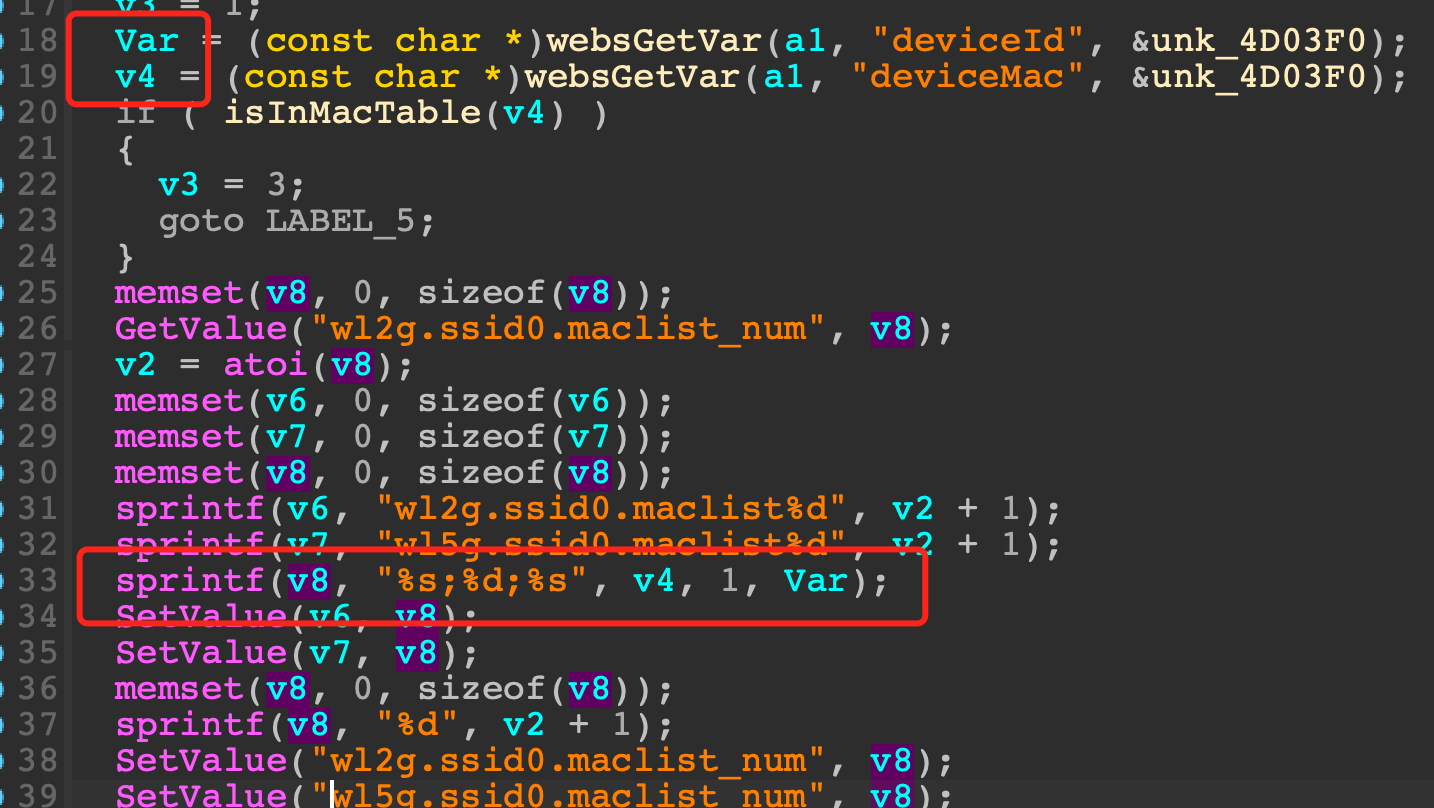 17 v3 = 1;
18 Var = (const char *)websGetVar(a1, "deviceId", &unk_4D03F0);
19 v4 = (const char *)websGetVar(a1, "deviceMac", &unk_4D03F0);
20 if ( isInMacTable(v4) )
21 {
22 v3 = 3;
23 goto LABEL_5;
24 }
25 memset(v8, 0, sizeof(v8));
26 GetValue("wl2g.ssid0.maclist_num", v8);
27 v2 = atoi(v8);
28 memset(v6, 0, sizeof(v6));
29 memset(v7, 0, sizeof(v7));
30 memset(v8, 0, sizeof(v8));
31 sprintf(v6, "wl2g.ssid0.maclist%d", v2 + 1);
32 sprintf(v7, "wl5g.ssid0.maclist%d", v2 + 1);
33 sprintf(v8, "%s;%d;%s", v4, 1, Var);
34 SetValue(v6, v8);
35 SetValue(v7, v8);
36 memset(v8, 0, sizeof(v8));
37 sprintf(v8, "%d", v2 + 1);
38 SetValue("wl2g.ssid0.maclist_num", v8);
39 SetValue("wl5g.ssid0.maclist_num", v8);